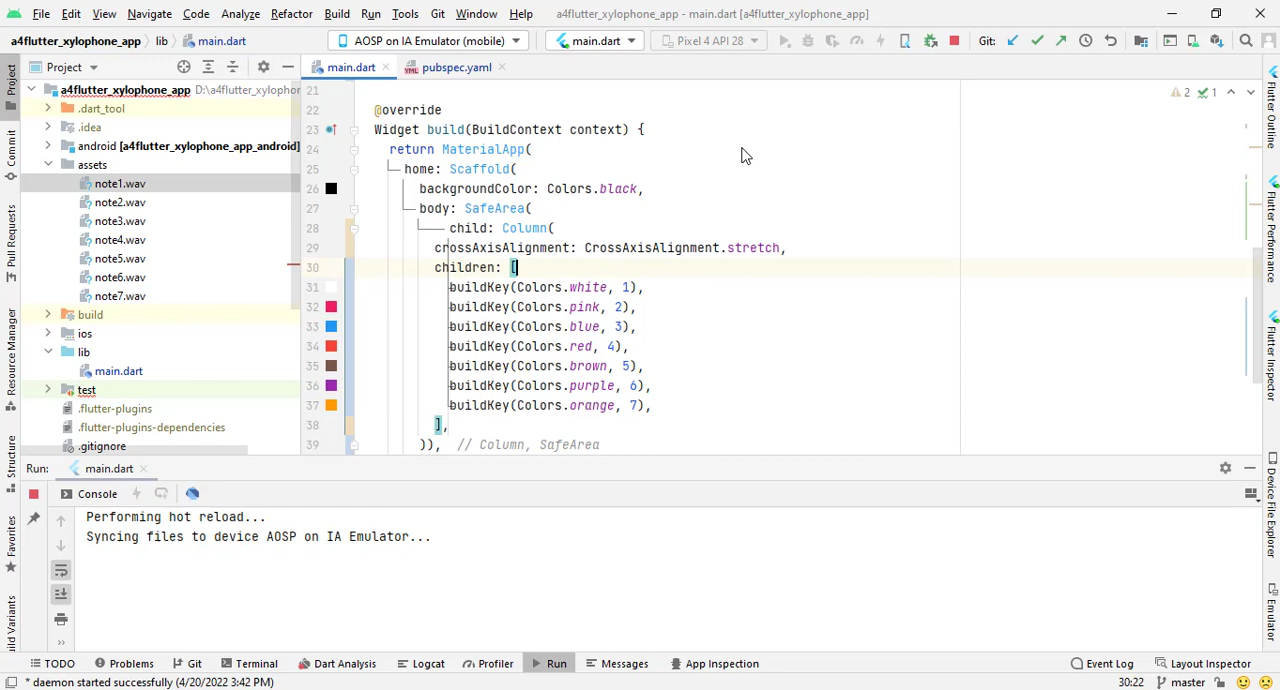 File Edit View Navigate Code Analyze Refactor Build Run Tools Git Window Help a4flutter_xylophone_app - main.dart [a4flutter_xylophone_app]
a4flutter_xylophone_app lib main.dart AOSP on IA Emulator (mobile) main.dart Pixel 4 API 28 Git:
Project main.dart pubspec.yaml
a4flutter_xylophone_app D:\a4flutter_xylophor
.dart_tool
.idea
android [a4flutter_xylophone_app_android]
assets
note1.wav
note2.wav
note3.wav
note4.wav
note5.wav
note6.wav
note7.wav
build
ios
lib
main.dart
test
.flutter-plugins
.flutter-plugins-dependencies
.gitignore
21
22 @override
23 Widget build(BuildContext context) {
24 return MaterialApp(
25 home: Scaffold(
26 backgroundColor: Colors.black,
27 body: SafeArea(
28 child: Column(
29 crossAxisAlignment: CrossAxisAlignment.stretch,
30 children: [
31 buildKey(Colors.white, 1),
32 buildKey(Colors.pink, 2),
33 buildKey(Colors.blue, 3),
34 buildKey(Colors.red, 4),
35 buildKey(Colors.brown, 5),
36 buildKey(Colors.purple, 6),
37 buildKey(Colors.orange, 7),
38 ],
39 )), // Column, SafeArea
2 1
Project
Commit
Pull Requests
Resource Manager
Structure
Favorites
ild Variants
Flutter Outline
Flutter Performance
Flutter Inspector
Device File Explorer
Emulator
Run: main.dart
Console
Performing hot reload...
Syncing files to device AOSP on IA Emulator...
TODO Problems Git Terminal Dart Analysis Logcat Profiler Run Messages App Inspection Event Log Layout Inspector
* daemon started successfully (4/20/2022 3:42 PM) 30:22 master